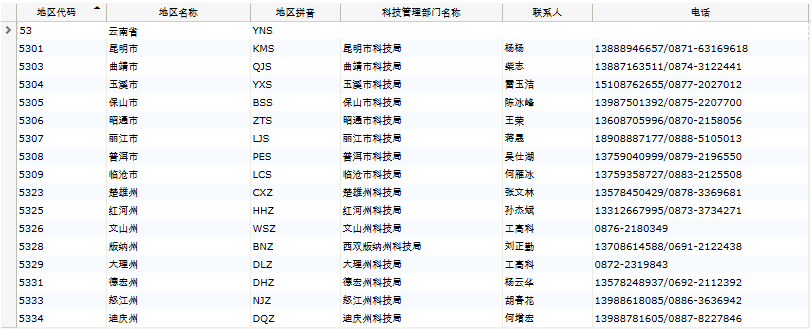 地区代码 地区名称 地区拼音 科技管理部门名称 联系人 电话
53 云南省 YNS
5301 昆明市 KMS 昆明市科技局 杨杨 13888946657/0871-63169618
5303 曲靖市 QJS 曲靖市科技局 柴志 13887163511/0874-3122441
5304 玉溪市 YXS 玉溪市科技局 雷玉洁 15108762655/0877-2027012
5305 保山市 BSS 保山市科技局 陈冰峰 13987501392/0875-2207700
5306 昭通市 ZTS 昭通市科技局 王荣 13608705996/0870-2158056
5307 丽江市 LJS 丽江市科技局 蒋晟 18908887177/0888-5105013
5308 普洱市 PES 普洱市科技局 吴仕湖 13759040999/0879-2196550
5309 临沧市 LCS 临沧市科技局 何雁冰 13759358727/0883-2125508
5323 楚雄州 CXZ 楚雄州科技局 张文林 13578450429/0878-3369681
5325 红河州 HHZ 红河州科技局 孙杰斌 13312667995/0873-3734271
5326 文山州 WSZ 文山州科技局 工高科 0876-2180349
5328 版纳州 BNZ 西双版纳州科技局 刘正勤 13708614588/0691-2122438
5329 大理州 DLZ 大理州科技局 工高科 0872-2319843
5331 德宏州 DHZ 德宏州科技局 杨云华 13578248937/0692-2112392
5333 怒江州 NJZ 怒江州科技局 胡春花 13988618085/0886-3636942
5334 迪庆州 DQZ 迪庆州科技局 何增宏 13988781605/0887-8227846